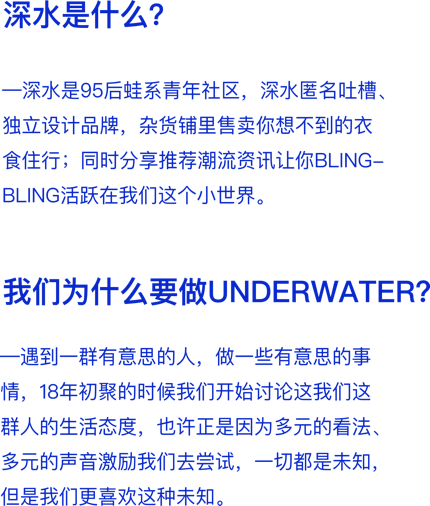 深水是什么?
—深水是95后蛙系青年社区，深水匿名吐槽、
独立设计品牌，杂货铺里售卖你想不到的衣
食住行；同时分享推荐潮流资讯让你BLING-
BLING活跃在我们这个小世界。
我们为什么要做UNDERWATER?
—遇到一群有意思的人，做一些有意思的事
情，18年初聚的时候我们开始讨论这我们这
群人的生活态度，也许正是因为多元的看法、
多元的声音激励我们去尝试，一切都是未知，
但是我们更喜欢这种未知。